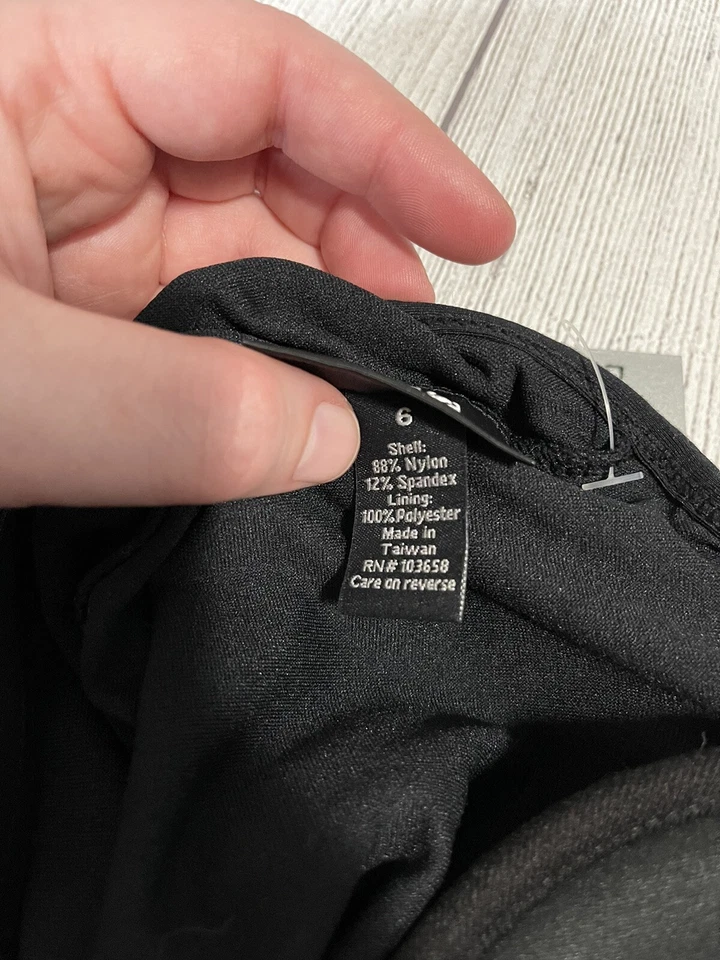 6
Shell:
88% Nylon
12% Spandex
Lining:
100% Polyester
Made in
Taiwan
RN# 103658
Care on reverse